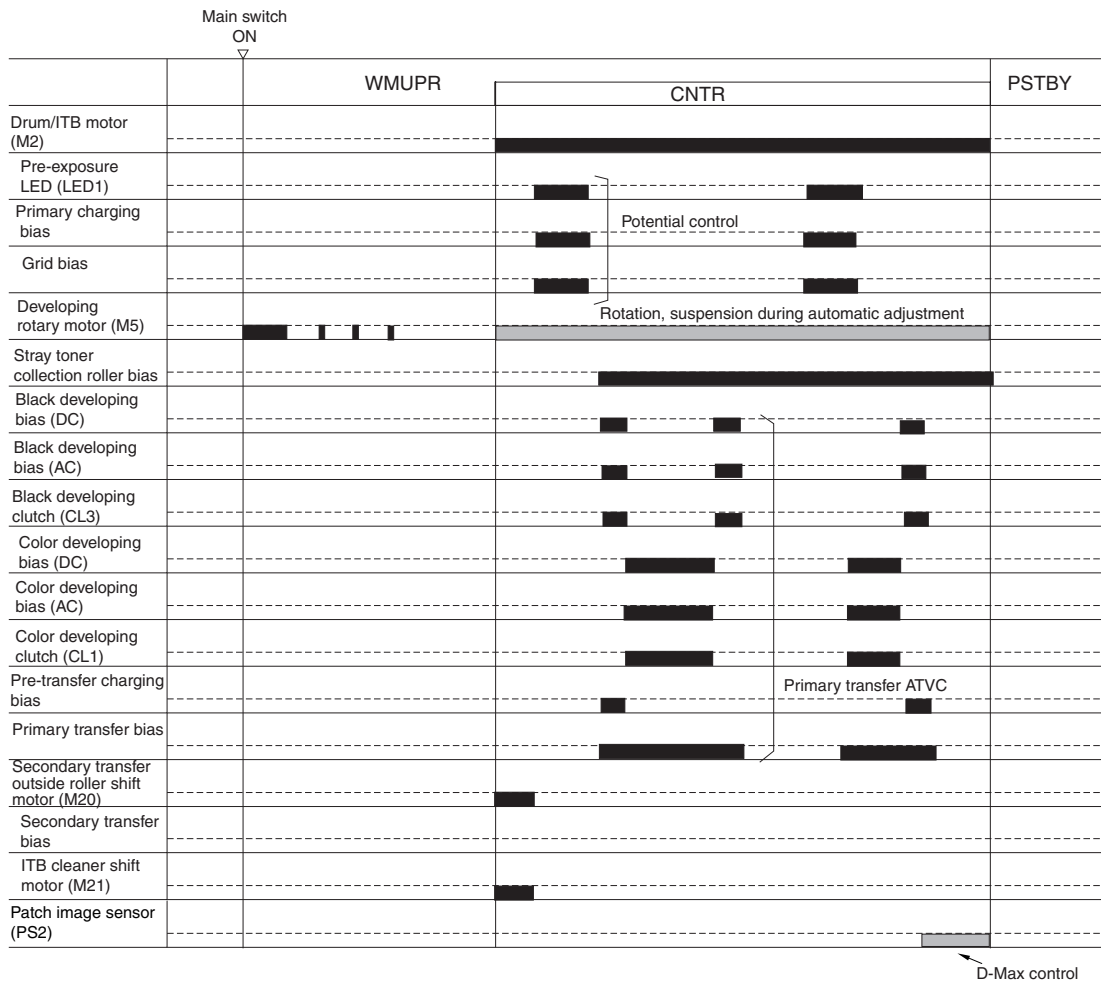 Main switch
ON
WMUPR
CNTR
PSTBY
Drum/ITB motor
(M2)
Pre-exposure
LED (LED1)
Primary charging
bias
Potential control
Grid bias
Developing
rotary motor (M5)
Rotation, suspension during automatic adjustment
Stray toner
collection roller bias
Black developing
bias (DC)
Black developing
bias (AC)
Black developing
clutch (CL3)
Color developing
bias (DC)
Color developing
bias (AC)
Color developing
clutch (CL1)
Pre-transfer charging
bias
Primary transfer ATVC
Primary transfer bias
Secondary transfer
outside roller shift
motor (M20)
Secondary transfer
bias
ITB cleaner shift
motor (M21)
Patch image sensor
(PS2)
D-Max control